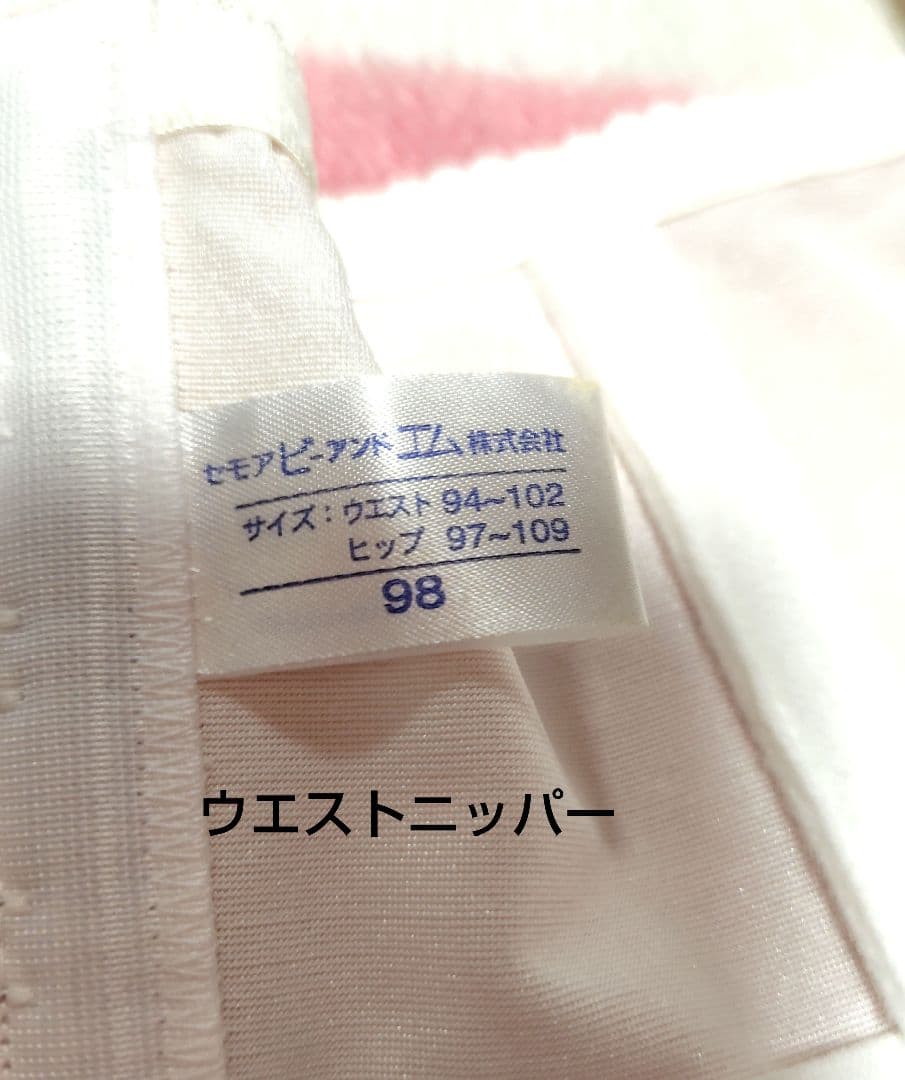 セモアビーアンドエム株式会社
サイズ：ウエスト 94~102
ヒップ 97~109
98
ウエストニッパー